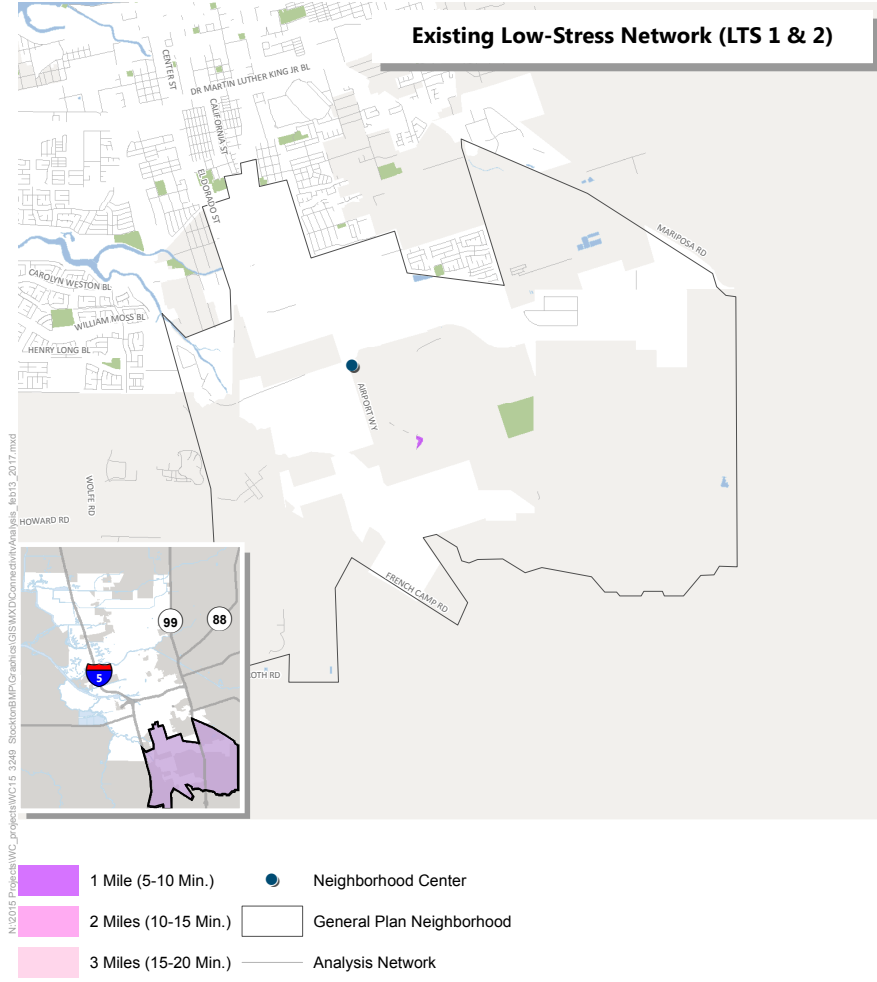 Existing Low-Stress Network (LTS 1 & 2)
CENTER ST
DR MARTIN LUTHER KING JR BL
CALIFORNIA ST
EL DORADO ST
MARIPOSA RD
CAROLYN WESTON BL
WILLIAM MOSS BL
HENRY LONG BL
AIRPORT WY
WOLFE RD
HOWARD RD
FRENCH CAMP RD
OTH RD
99
88
5
N:\2015 Projects\WC_projects\WC15_3249_StocktonBMP\Graphics\GIS\MXD\ConnectivityAnalysis_feb13_2017.mxd
1 Mile (5-10 Min.)
Neighborhood Center
2 Miles (10-15 Min.)
General Plan Neighborhood
3 Miles (15-20 Min.)
Analysis Network